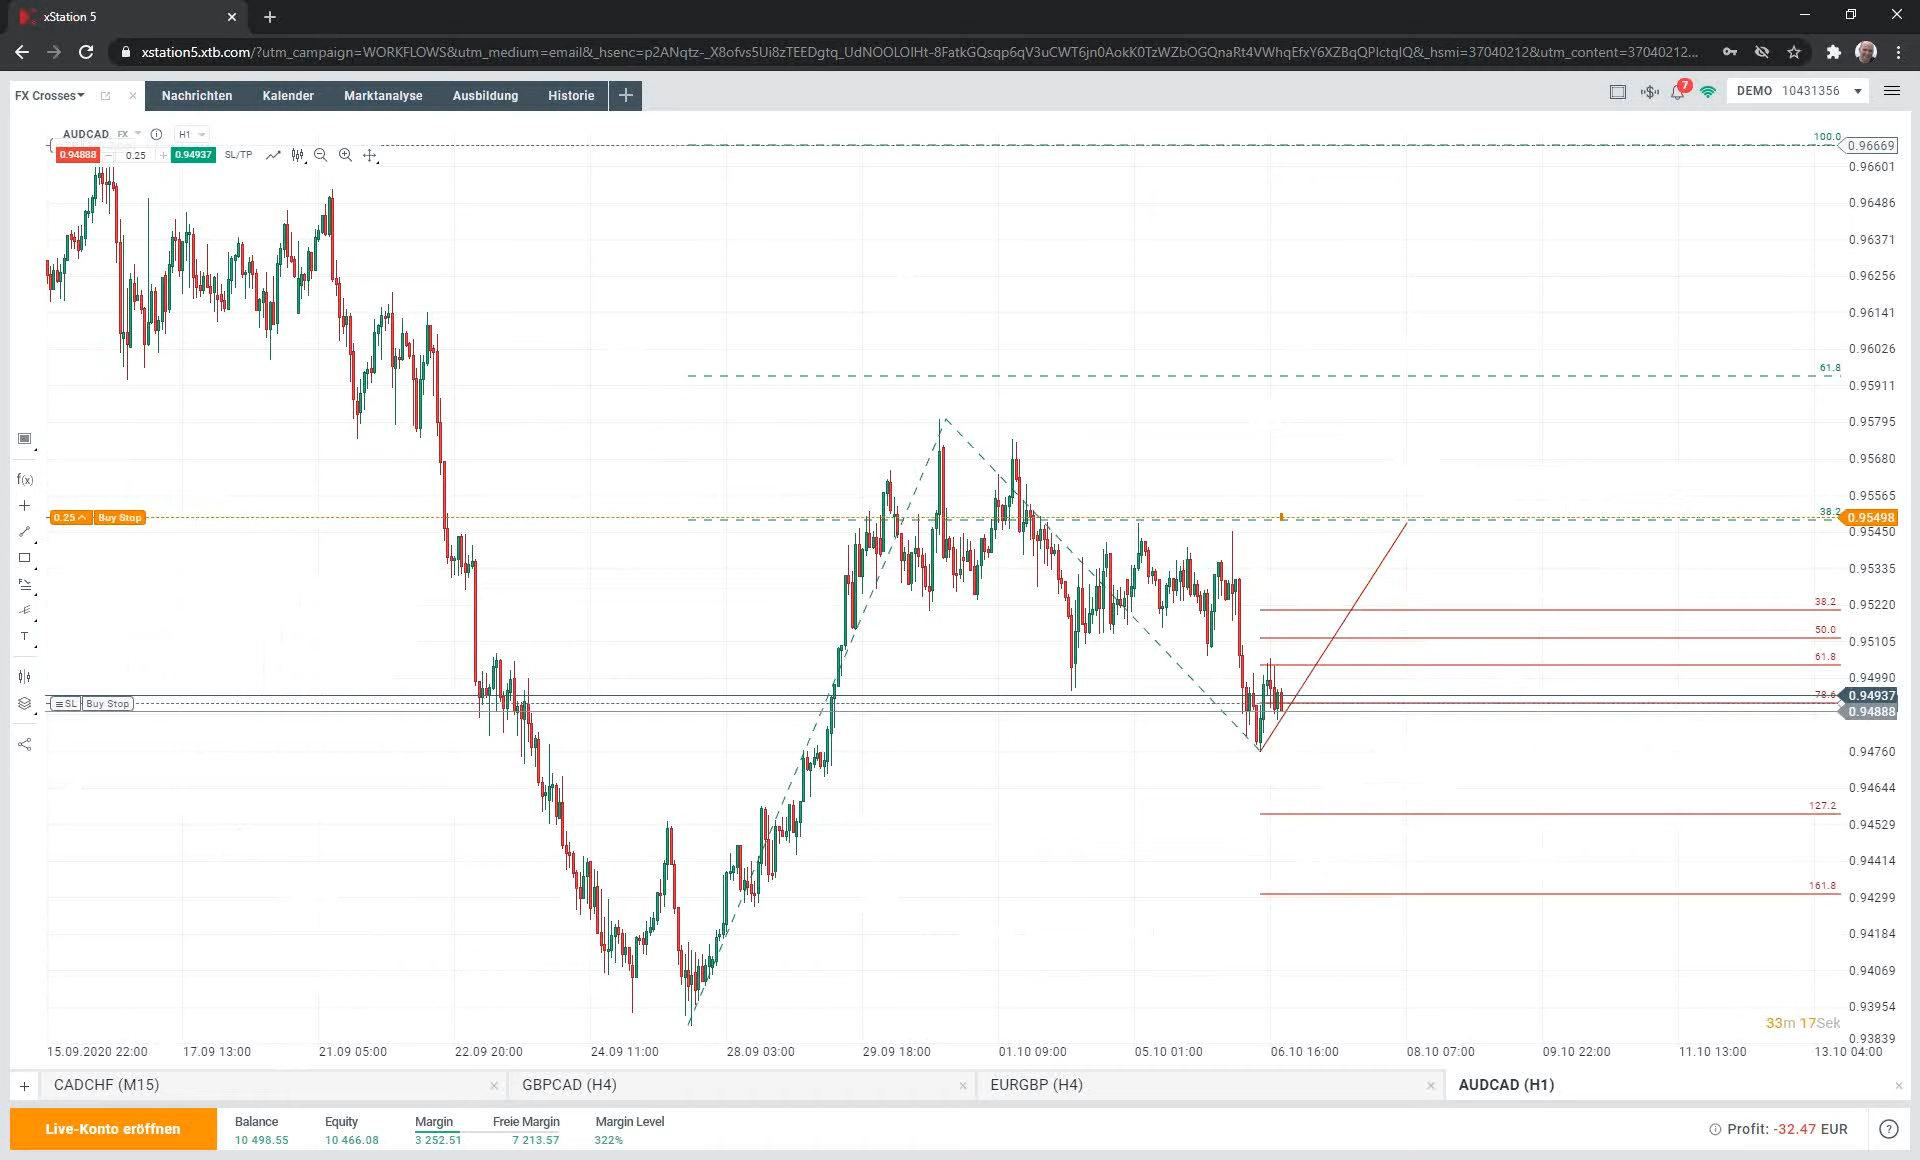 xStation 5
xstation5.xtb.com/?utm_campaign=WORKFLOWS&utm_medium=email&_hsenc=p2ANqtz-_X8ofvs5Ui8zTEEDgtq_UdNOOLOIHt-8FatkGQsqp6qV3uCWT6jn0AokK0TzWZbOGQnaRt4VWhqEfxY6XZBqQPlctqIQ&_hsmi=37040212&utm_content=37040212...
FX Crosses
Nachrichten
Kalender
Marktanalyse
Ausbildung
Historie
7
DEMO 10431356
AUDCAD FX H1
0.94888
0.25
0.94937
SL/TP
100.0
0.96669
0.96601
0.96486
0.96371
0.96256
0.96141
0.96026
61.8
0.95911
0.95795
0.95680
0.95565
0.25 Buy Stop
38.2
0.95498
0.95450
0.95335
38.2
0.95220
50.0
0.95105
61.8
0.94990
78.6
0.94937
SL Buy Stop
0.94888
0.94760
0.94644
127.2
0.94529
0.94414
161.8
0.94299
0.94184
0.94069
0.93954
33m 17Sek
0.93839
f(x)
T
15.09.2020 22:00
17.09 13:00
21.09 05:00
22.09 20:00
24.09 11:00
28.09 03:00
29.09 18:00
01.10 09:00
05.10 01:00
06.10 16:00
08.10 07:00
09.10 22:00
11.10 13:00
13.10 04:00
CADCHF (M15)
GBPCAD (H4)
EURGBP (H4)
AUDCAD (H1)
Live-Konto eröffnen
Balance
10 498.55
Equity
10 466.08
Margin
3 252.51
Freie Margin
7 213.57
Margin Level
322%
Profit: -32.47 EUR